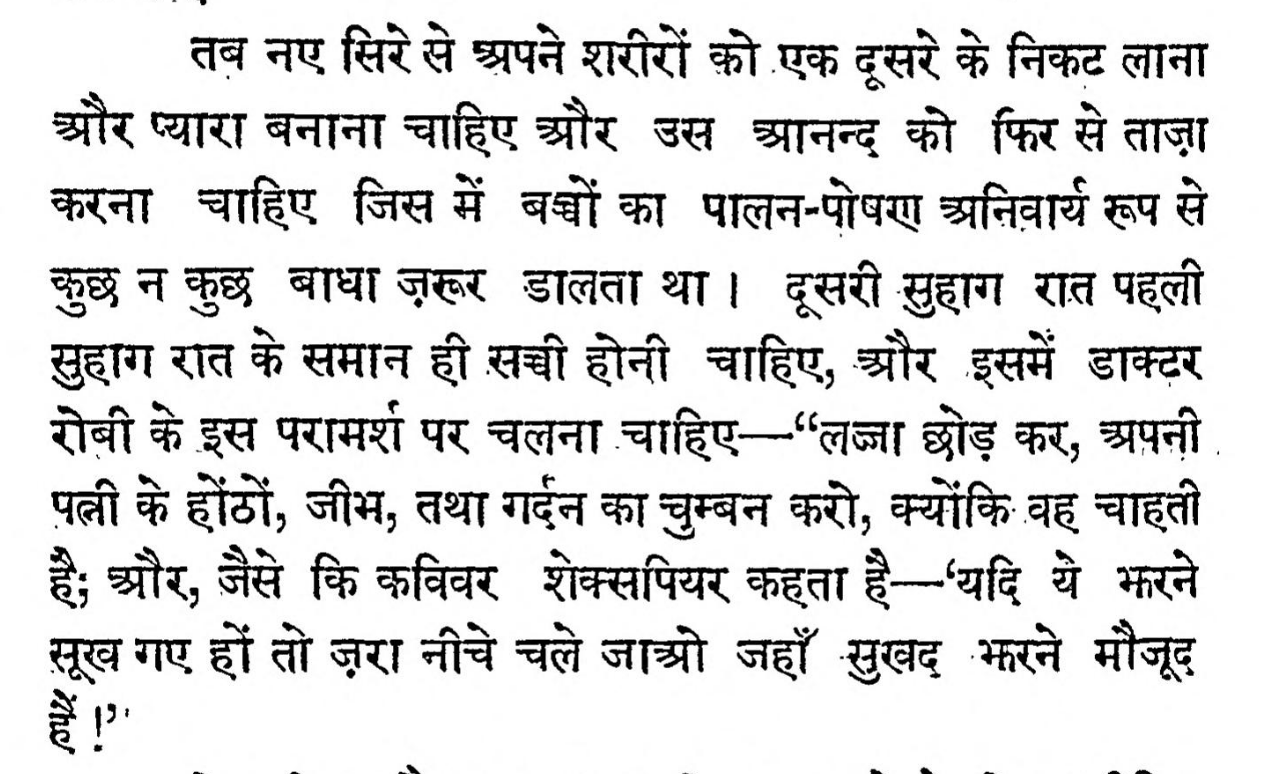 तब नए सिरे से अपने शरीरों को एक दूसरे के निकट लाना
और प्यारा बनाना चाहिए और उस आनन्द को फिर से ताज़ा
करना चाहिए जिस में बच्चों का पालन-पोषण अनिवार्य रूप से
कुछ न कुछ बाधा ज़रूर डालता था। दूसरी सुहाग रात पहली
सुहाग रात के समान ही सच्ची होनी चाहिए, और इसमें डाक्टर
रोबी के इस परामर्श पर चलना चाहिए—“लज्जा छोड़ कर, अपनी
पत्नी के होंठों, जीभ, तथा गर्दन का चुम्बन करो, क्योंकि वह चाहती
है; और, जैसे कि कविवर शेक्सपियर कहता है—‘यदि ये झरने
सूख गए हों तो ज़रा नीचे चले जाओ जहाँ सुखद झरने मौजूद
हैं!’”